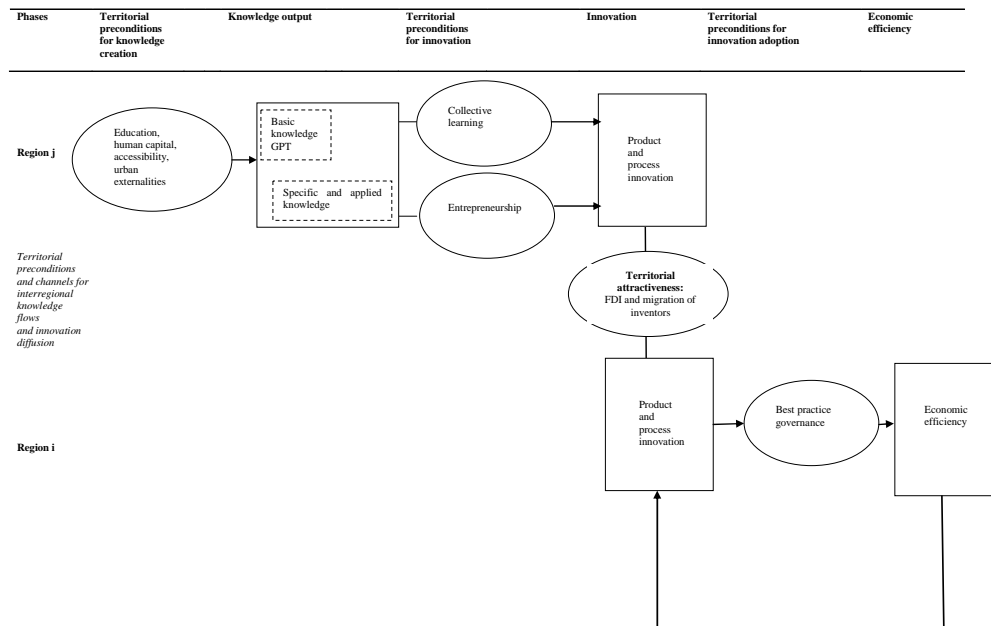 Phases
Territorial
preconditions
for knowledge
creation
Knowledge output
Territorial
preconditions
for innovation
Innovation
Territorial
preconditions for
innovation adoption
Economic
efficiency
Region j
Education,
human capital,
accessibility,
urban
externalities
Basic
knowledge
GPT
Specific and applied
knowledge
Collective
learning
Entrepreneurship
Product
and
process
innovation
Territorial
preconditions
and channels for
interregional
knowledge
flows
and innovation
diffusion
Territorial
attractiveness:
FDI and migration of
inventors
Region i
Product
and
process
innovation
Best practice
governance
Economic
efficiency